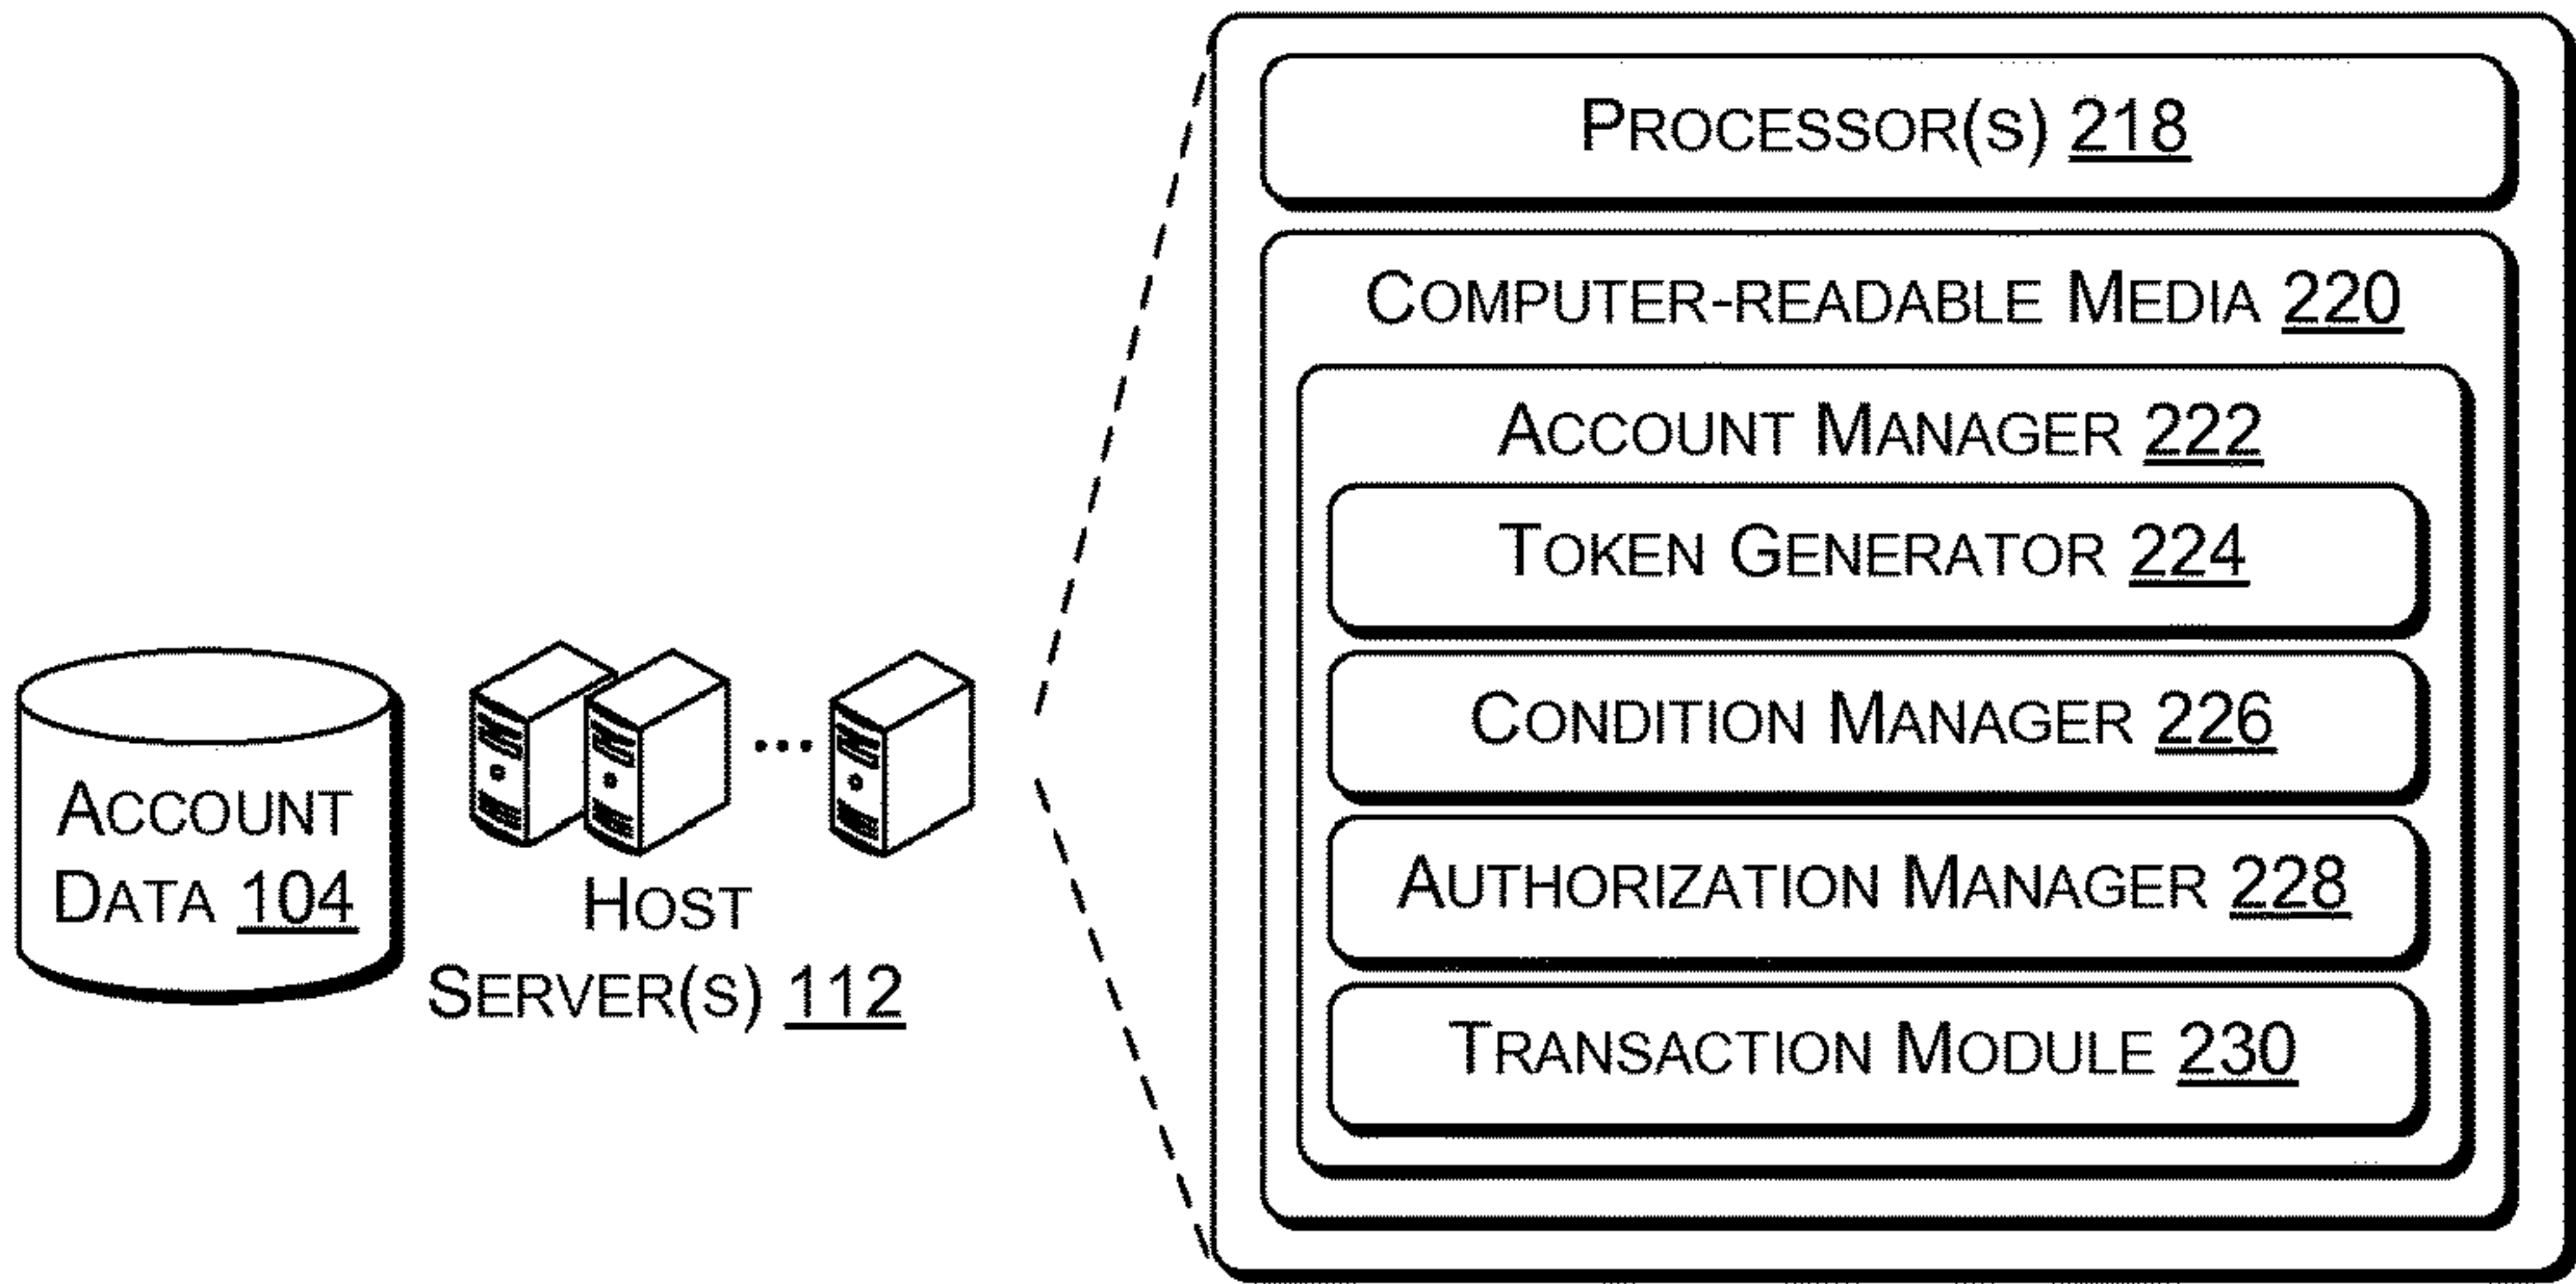 PROCESSOR(S) 218
COMPUTER-READABLE MEDIA 220
ACCOUNT MANAGER 222
TOKEN GENERATOR 224
CONDITION MANAGER 226
AUTHORIZATION MANAGER 228
TRANSACTION MODULE 230
ACCOUNT
DATA 104
HOST
SERVER(S) 112